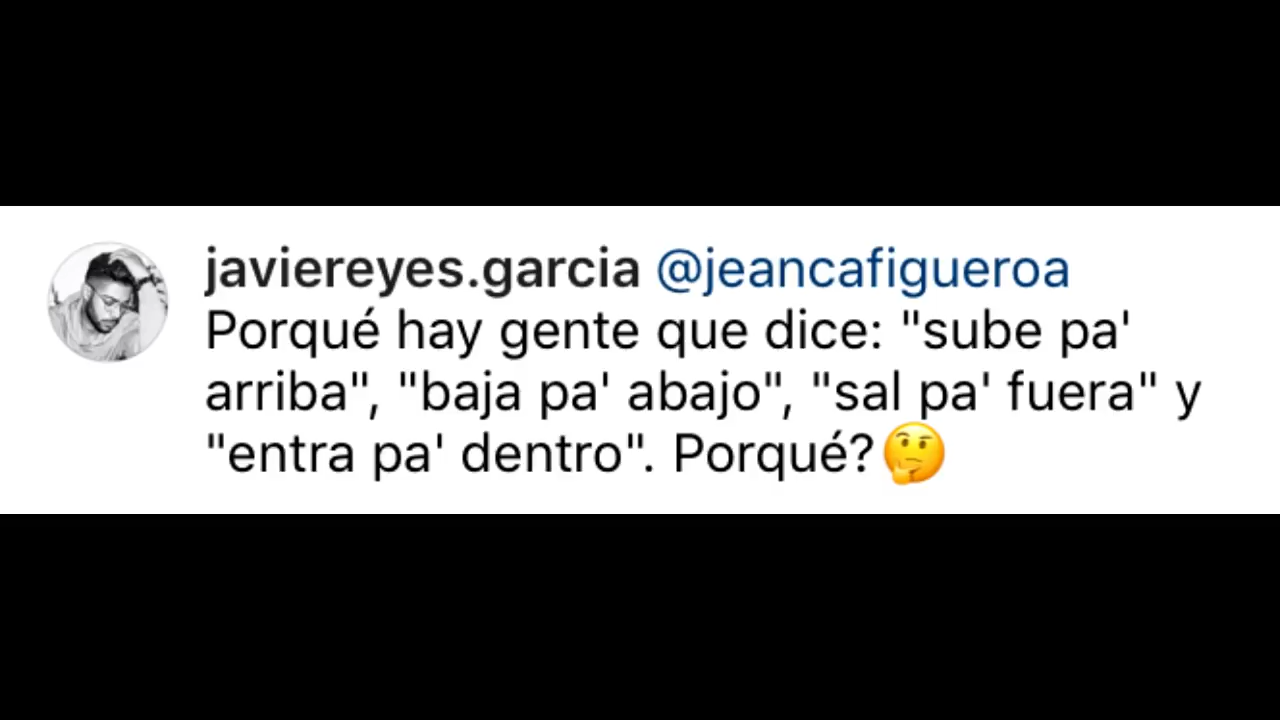 javiereyes.garcia @jeancafigueroa
Porqué hay gente que dice: "sube pa'
arriba", "baja pa' abajo", "sal pa' fuera" y
"entra pa' dentro". Porqué?🤔